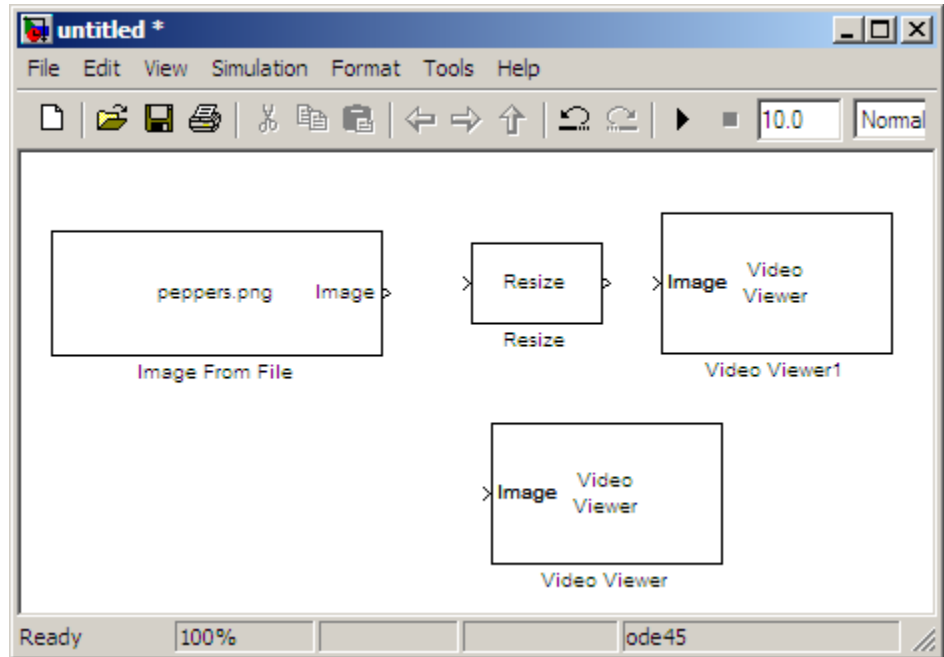 untitled *
File Edit View Simulation Format Tools Help
10.0 Normal
peppers.png Image
Image From File
Resize
Resize
Image Video
Viewer
Video Viewer1
Image Video
Viewer
Video Viewer
Ready 100% ode45